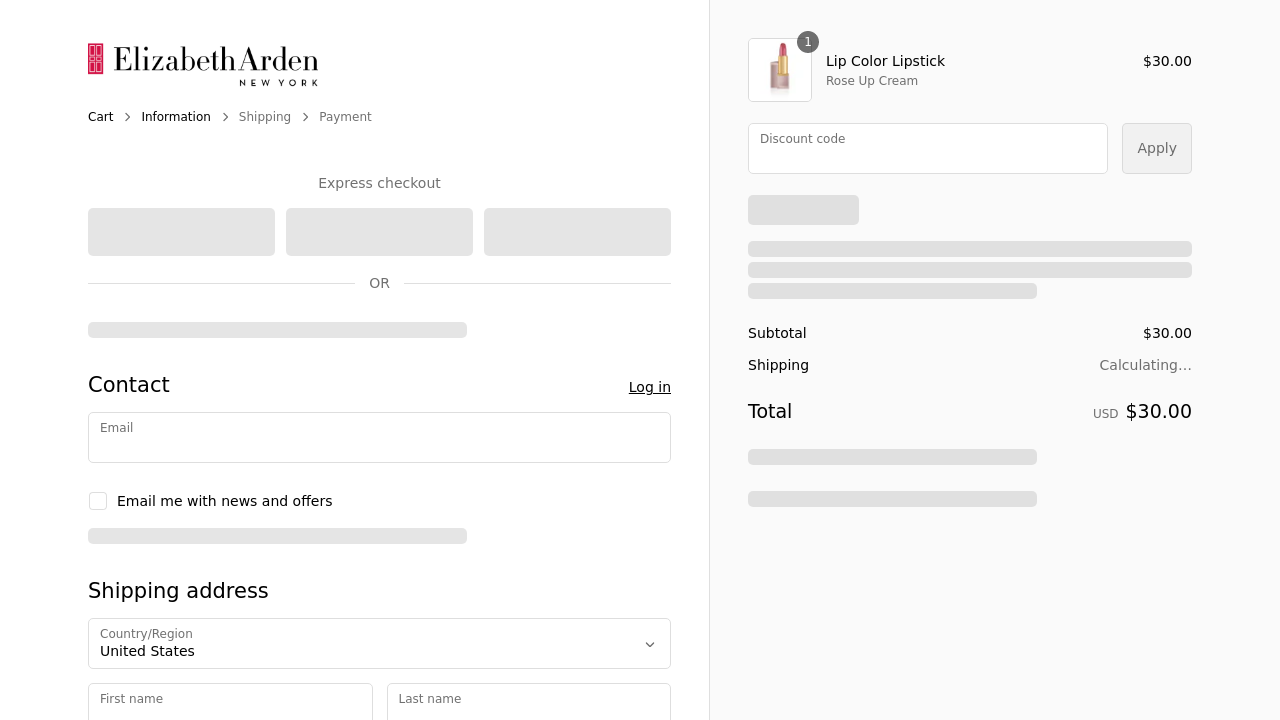 Elizabeth Arden
NEW YORK
Cart > Information > Shipping > Payment
Express checkout
OR
Contact
Log in
Email
Email me with news and offers
Shipping address
Country/Region
United States
First name
Last name
1
Lip Color Lipstick
$30.00
Rose Up Cream
Discount code
Apply
Subtotal
$30.00
Shipping
Calculating...
Total
USD $30.00